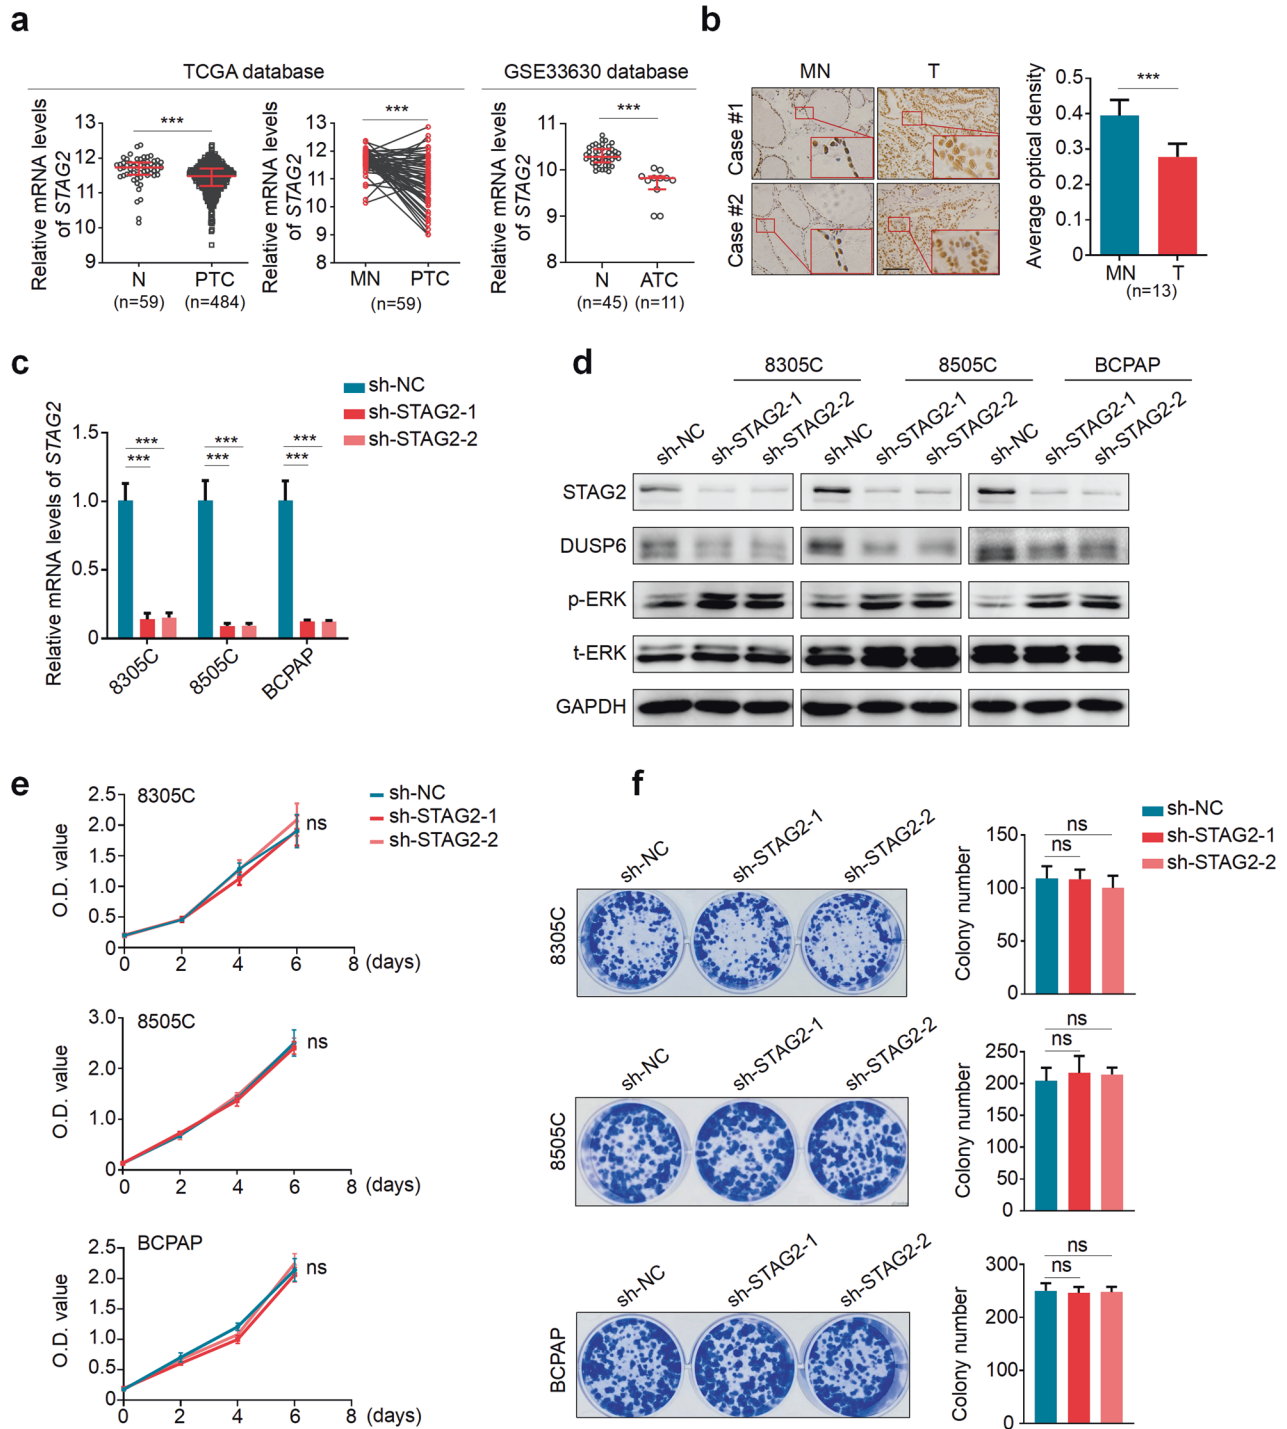 a
TCGA database
GSE33630 database
Relative mRNA levels
of STAG2
13
12
11
10
9
***
N
PTC
(n=59)
(n=484)
Relative mRNA levels
of STAG2
13
12
11
10
9
8
***
MN
PTC
(n=59)
Relative mRNA levels
of STAG2
11
10
9
8
***
N
ATC
(n=45)
(n=11)
b
MN
T
Case #1
Case #2
Average optical density
0.5
0.4
0.3
0.2
0.1
0
***
MN
T
(n=13)
c
sh-NC
sh-STAG2-1
sh-STAG2-2
Relative mRNA levels of STAG2
1.5
1.0
0.5
0
***
***
***
***
***
***
8305C
8505C
BCPAP
d
8305C
8505C
BCPAP
sh-NC
sh-STAG2-1
sh-STAG2-2
sh-NC
sh-STAG2-1
sh-STAG2-2
sh-NC
sh-STAG2-1
sh-STAG2-2
STAG2
DUSP6
p-ERK
t-ERK
GAPDH
e
sh-NC
sh-STAG2-1
sh-STAG2-2
8305C
O.D. value
2.5
2.0
1.5
1.0
0.5
0
ns
0 2 4 6 8 (days)
8505C
O.D. value
3.0
2.0
1.0
0
ns
0 2 4 6 8 (days)
BCPAP
O.D. value
2.5
2.0
1.5
1.0
0.5
0
ns
0 2 4 6 8 (days)
f
sh-NC
sh-STAG2-1
sh-STAG2-2
8305C
sh-NC
sh-STAG2-1
sh-STAG2-2
Colony number
150
100
50
0
ns
ns
8505C
sh-NC
sh-STAG2-1
sh-STAG2-2
Colony number
250
200
150
100
50
0
ns
ns
BCPAP
sh-NC
sh-STAG2-1
sh-STAG2-2
Colony number
300
200
100
0
ns
ns